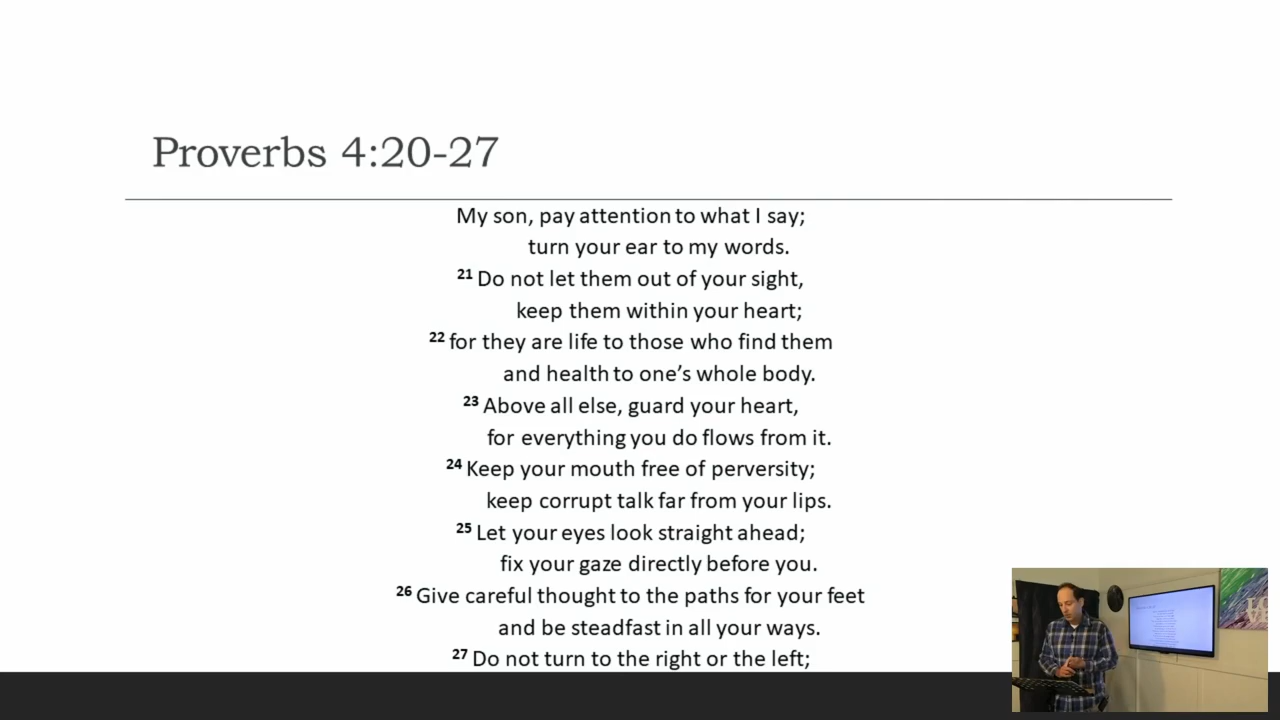 Proverbs 4:20-27
My son, pay attention to what I say;
turn your ear to my words.
21 Do not let them out of your sight,
keep them within your heart;
22 for they are life to those who find them
and health to one’s whole body.
23 Above all else, guard your heart,
for everything you do flows from it.
24 Keep your mouth free of perversity;
keep corrupt talk far from your lips.
25 Let your eyes look straight ahead;
fix your gaze directly before you.
26 Give careful thought to the paths for your feet
and be steadfast in all your ways.
27 Do not turn to the right or the left;